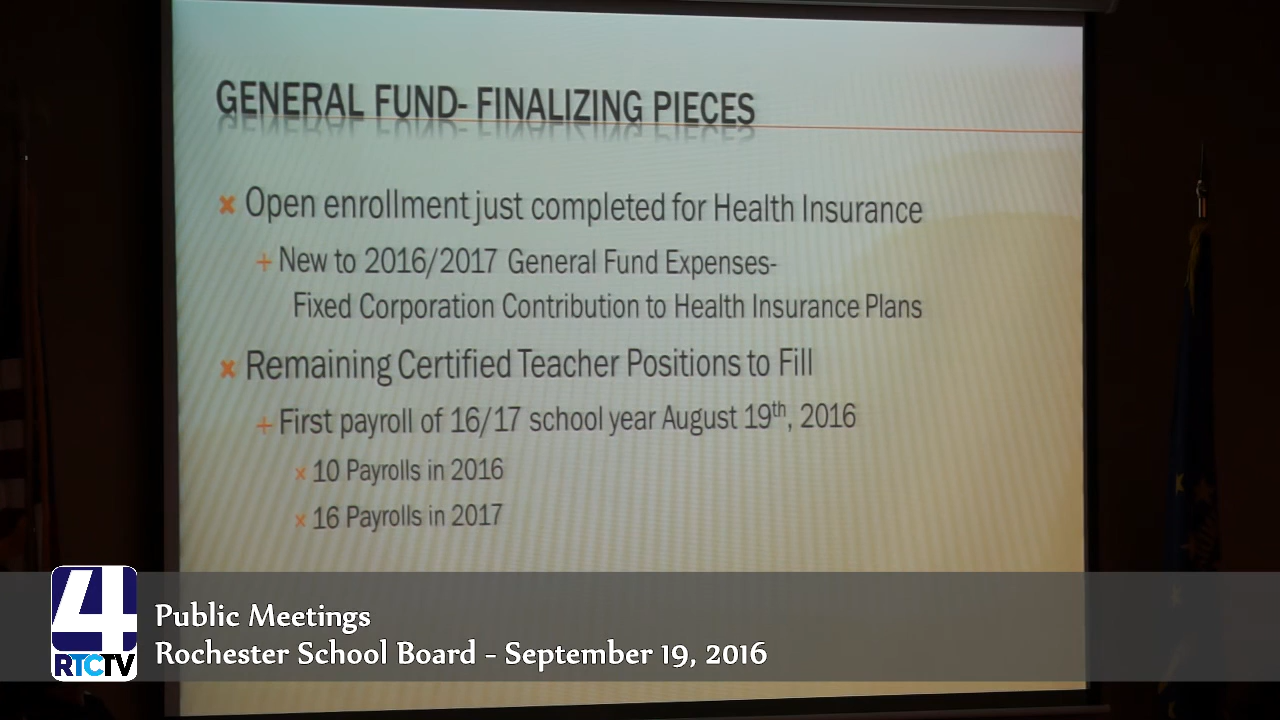 GENERAL FUND- FINALIZING PIECES
Open enrollment just completed for Health Insurance
New to 2016/2017 General Fund Expenses-
Fixed Corporation Contribution to Health Insurance Plans
Remaining Certified Teacher Positions to Fill
First payroll of 16/17 school year August 19th, 2016
10 Payrolls in 2016
16 Payrolls in 2017
4
RTCTV
Public Meetings
Rochester School Board - September 19, 2016